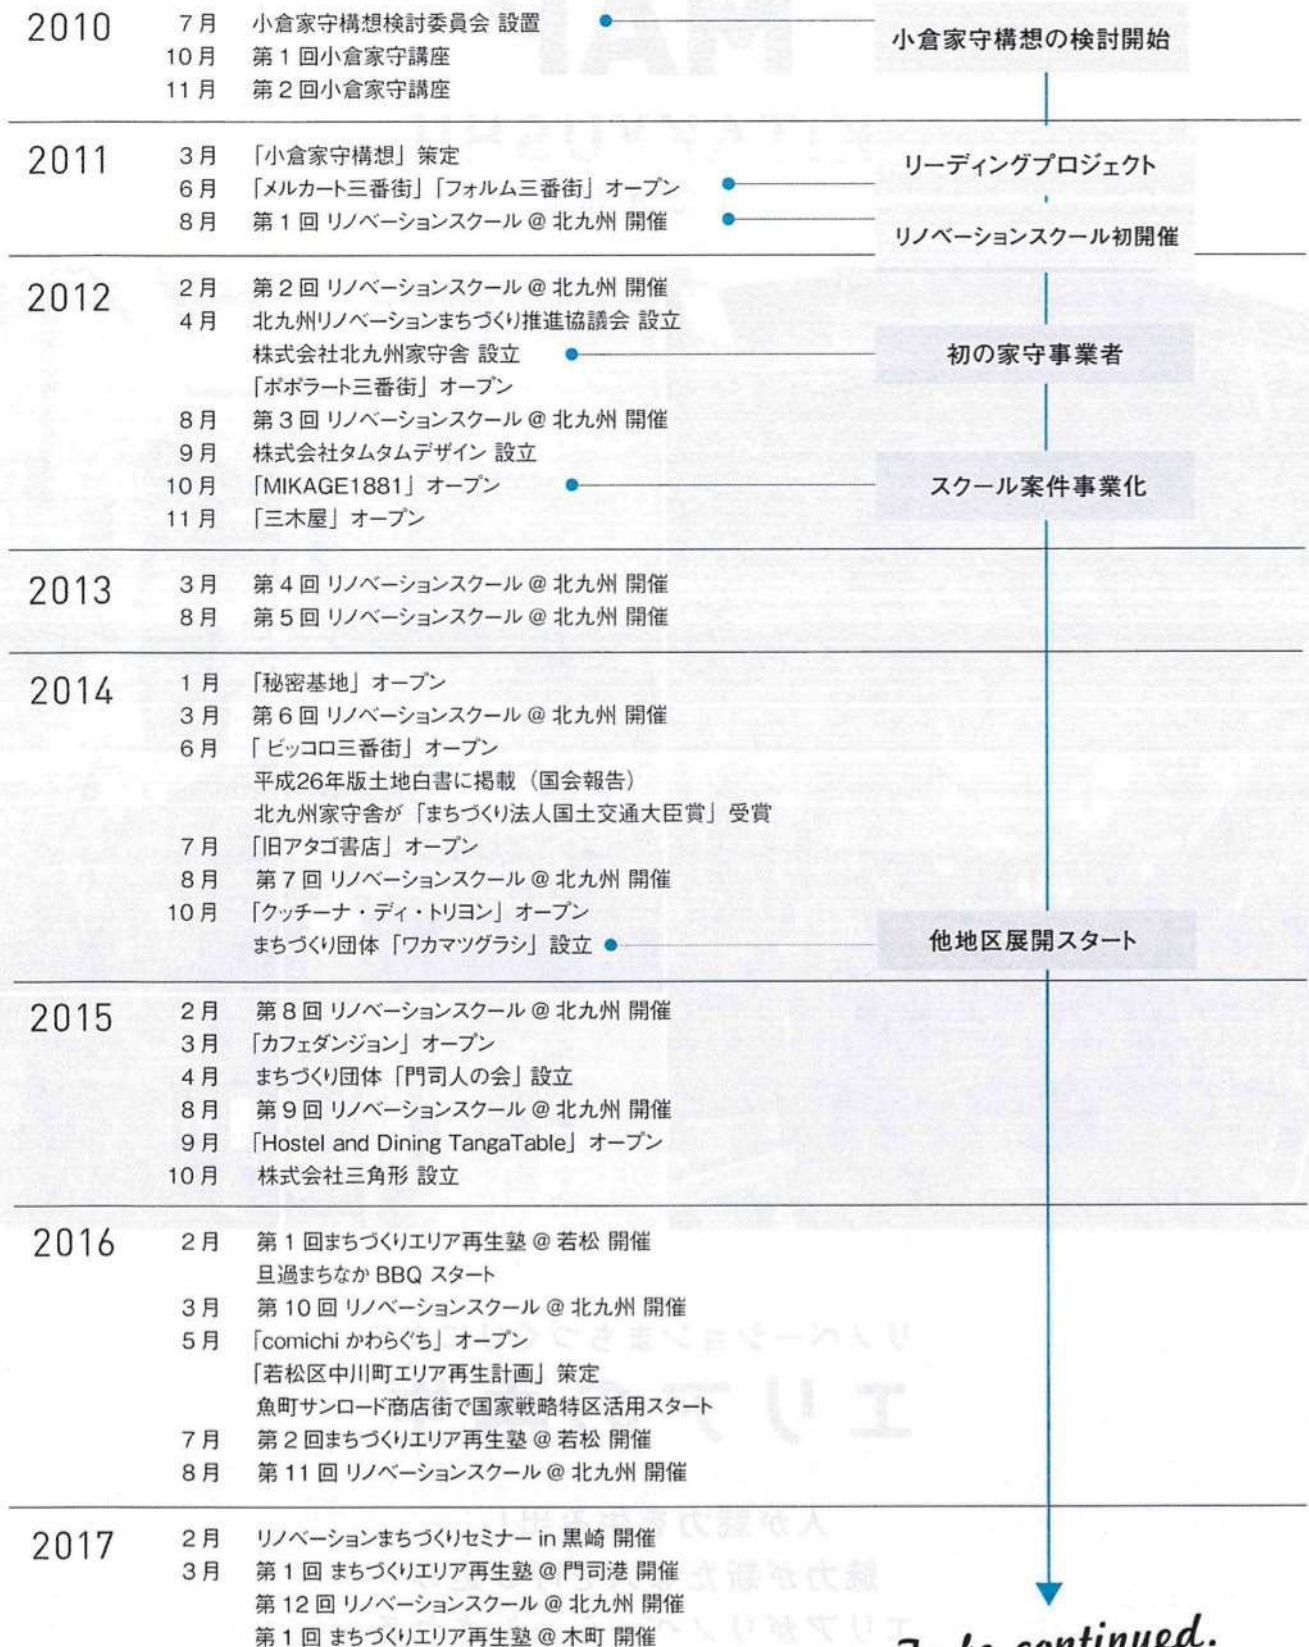 2010
7月 小倉家守構想検討委員会 設置
小倉家守構想の検討開始
10月 第1回小倉家守講座
11月 第2回小倉家守講座
2011
3月 「小倉家守構想」策定
リーディングプロジェクト
6月 「メルカート三番街」「フォルム三番街」オープン
8月 第1回 リノベーションスクール@北九州 開催
リノベーションスクール初開催
2012
2月 第2回 リノベーションスクール@北九州 開催
4月 北九州リノベーションまちづくり推進協議会 設立
株式会社北九州家守舎 設立
初の家守事業者
「ポポラート三番街」オープン
8月 第3回 リノベーションスクール@北九州 開催
9月 株式会社タムタムデザイン 設立
10月 「MIKAGE1881」オープン
スクール案件事業化
11月 「三木屋」オープン
2013
3月 第4回 リノベーションスクール@北九州 開催
8月 第5回 リノベーションスクール@北九州 開催
2014
1月 「秘密基地」オープン
3月 第6回 リノベーションスクール@北九州 開催
6月 「ビッコロ三番街」オープン
平成26年版土地白書に掲載（国会報告）
北九州家守舎が「まちづくり法人国土交通大臣賞」受賞
7月 「旧アタゴ書店」オープン
8月 第7回 リノベーションスクール@北九州 開催
10月 「クッチーナ・ディ・トリヨン」オープン
まちづくり団体「ワカマツグラシ」設立
他地区展開スタート
2015
2月 第8回 リノベーションスクール@北九州 開催
3月 「カフェダンジョン」オープン
4月 まちづくり団体「門司人の会」設立
8月 第9回 リノベーションスクール@北九州 開催
9月 「Hostel and Dining TangaTable」オープン
10月 株式会社三角形 設立
2016
2月 第1回まちづくりエリア再生塾@若松 開催
旦過まちなか BBQ スタート
3月 第10回 リノベーションスクール@北九州 開催
5月 「comichi かわらぐち」オープン
「若松区中川町エリア再生計画」策定
魚町サンロード商店街で国家戦略特区活用スタート
7月 第2回まちづくりエリア再生塾@若松 開催
8月 第11回 リノベーションスクール@北九州 開催
2017
2月 リノベーションまちづくりセミナー in 黒崎 開催
3月 第1回 まちづくりエリア再生塾@門司港 開催
第12回 リノベーションスクール@北九州 開催
第1回 まちづくりエリア再生塾@木町 開催
To be continued.